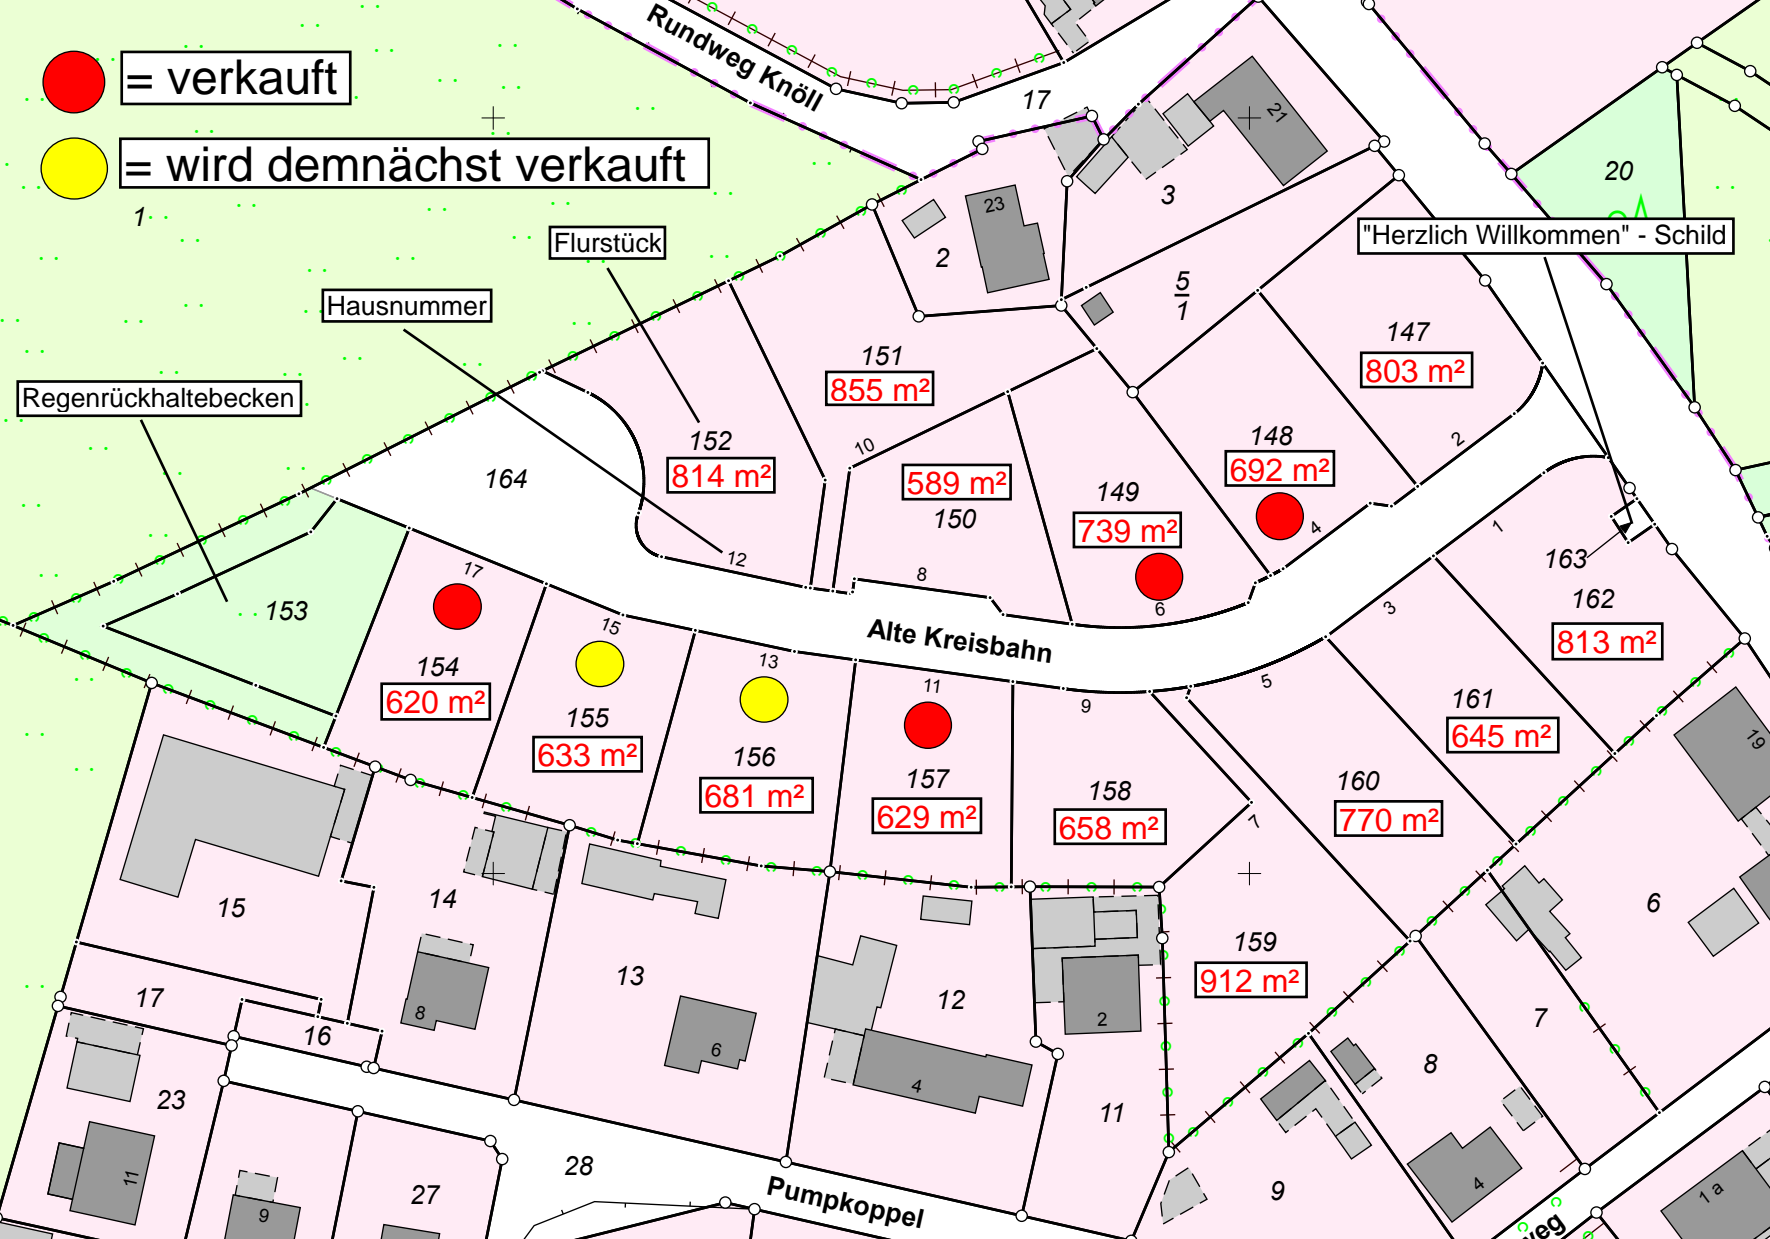 = verkauft
= wird demnächst verkauft
1
Rundweg Knöll
17
21
3
20
"Herzlich Willkommen" - Schild
Flurstück
23
2
Hausnummer
5
1
147
803 m²
151
855 m²
Regenrückhaltebecken
152
814 m²
10
148
692 m²
2
164
589 m²
150
149
739 m²
4
1
163
12
8
6
17
153
162
813 m²
3
15
Alte Kreisbahn
154
620 m²
13
11
9
5
155
633 m²
156
681 m²
157
629 m²
158
658 m²
7
161
645 m²
160
770 m²
19
15
14
13
12
159
912 m²
6
17
16
8
6
4
2
7
8
23
11
11
28
27
9
Pumpkoppel
9
4
1 a
weg